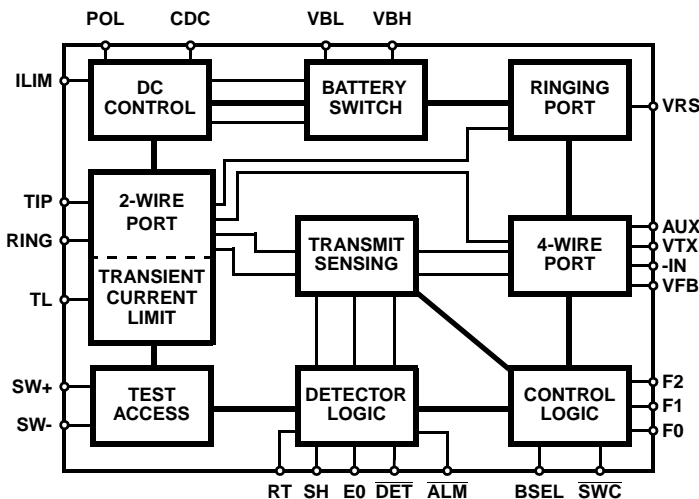 POL CDC VBL VBH
ILIM
DC
CONTROL
BATTERY
SWITCH
RINGING
PORT
VRS
TIP
RING
TL
2-WIRE
PORT
TRANSIENT
CURRENT
LIMIT
TRANSMIT
SENSING
4-WIRE
PORT
AUX
VTX
-IN
VFB
SW+
SW-
TEST
ACCESS
DETECTOR
LOGIC
CONTROL
LOGIC
F2
F1
F0
RT SH E0 DET ALM BSEL SWC